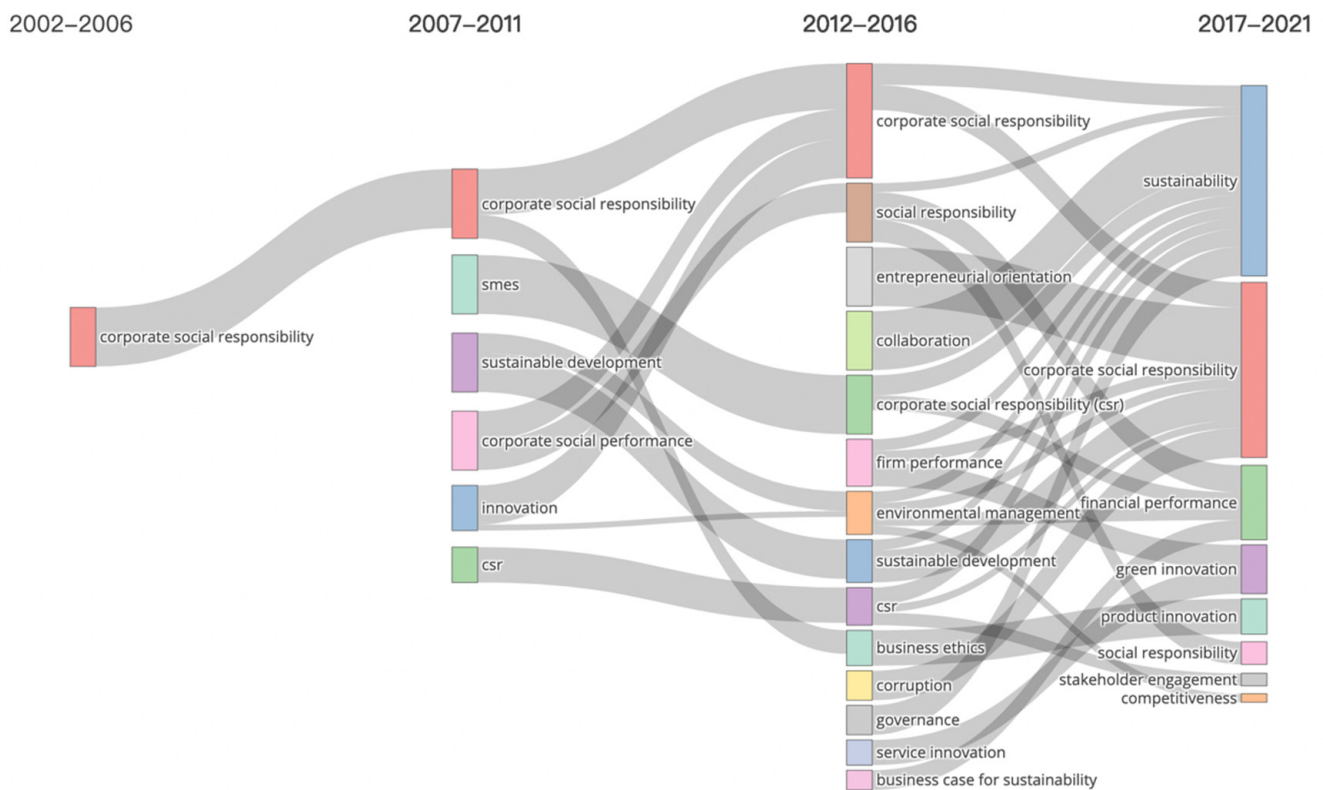 2002–2006
2007–2011
2012–2016
2017–2021
corporate social responsibility
corporate social responsibility
smes
sustainable development
corporate social performance
innovation
csr
corporate social responsibility
social responsibility
entrepreneurial orientation
collaboration
corporate social responsibility (csr)
firm performance
environmental management
sustainable development
csr
business ethics
corruption
governance
service innovation
business case for sustainability
sustainability
corporate social responsibility
financial performance
green innovation
product innovation
social responsibility
stakeholder engagement
competitiveness